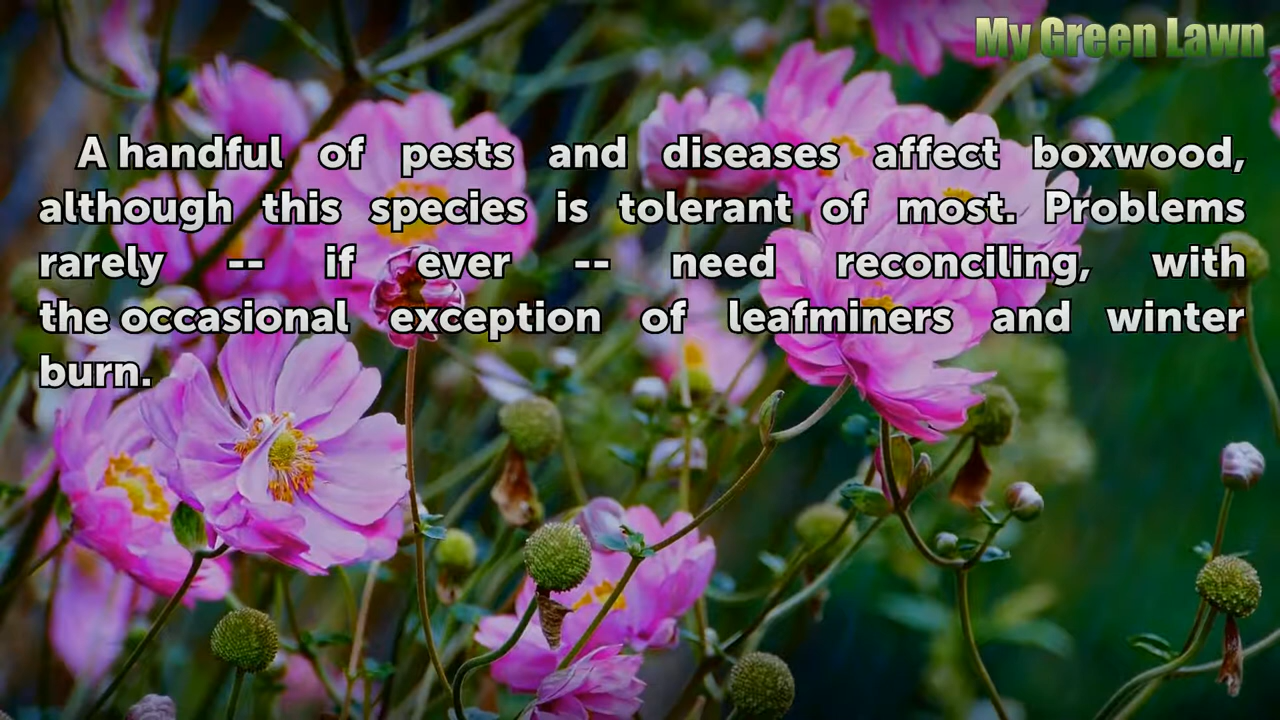 My Green Lawn
A handful of pests and diseases affect boxwood,
although this species is tolerant of most. Problems
rarely -- if ever -- need reconciling, with
the occasional exception of leafminers and winter
burn.